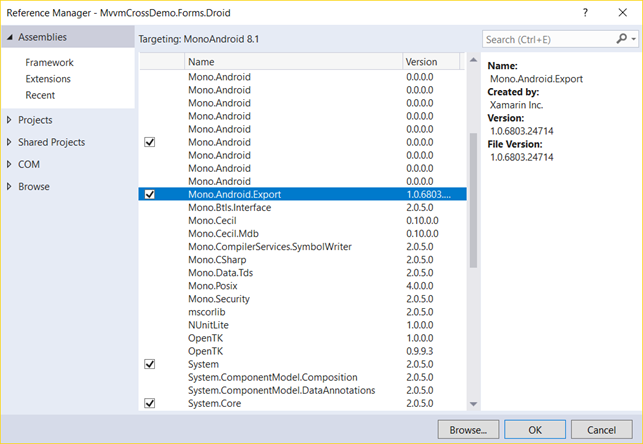 Reference Manager - MvvmCrossDemo.Forms.Droid
? ×
Assemblies
Framework
Extensions
Recent
Projects
Shared Projects
COM
Browse
Targeting: MonoAndroid 8.1
Search (Ctrl+E)
Name Version
Mono.Android 0.0.0.0
Mono.Android 0.0.0.0
Mono.Android 0.0.0.0
Mono.Android 0.0.0.0
Mono.Android 0.0.0.0
Mono.Android 0.0.0.0
Mono.Android 0.0.0.0
Mono.Android 0.0.0.0
Mono.Android 0.0.0.0
Mono.Android.Export 1.0.6803....
Mono.Btls.Interface 2.0.5.0
Mono.Cecil 0.10.0.0
Mono.Cecil.Mdb 0.10.0.0
Mono.CompilerServices.SymbolWriter 2.0.5.0
Mono.CSharp 2.0.5.0
Mono.Data.Tds 2.0.5.0
Mono.Posix 4.0.0.0
Mono.Security 2.0.5.0
mscorlib 2.0.5.0
NUnitLite 1.0.0.0
OpenTK 1.0.0.0
OpenTK 0.9.9.3
System 2.0.5.0
System.ComponentModel.Composition 2.0.5.0
System.ComponentModel.DataAnnotations 2.0.5.0
System.Core 2.0.5.0
Name:
Mono.Android.Export
Created by:
Xamarin Inc.
Version:
1.0.6803.24714
File Version:
1.0.6803.24714
Browse... OK Cancel